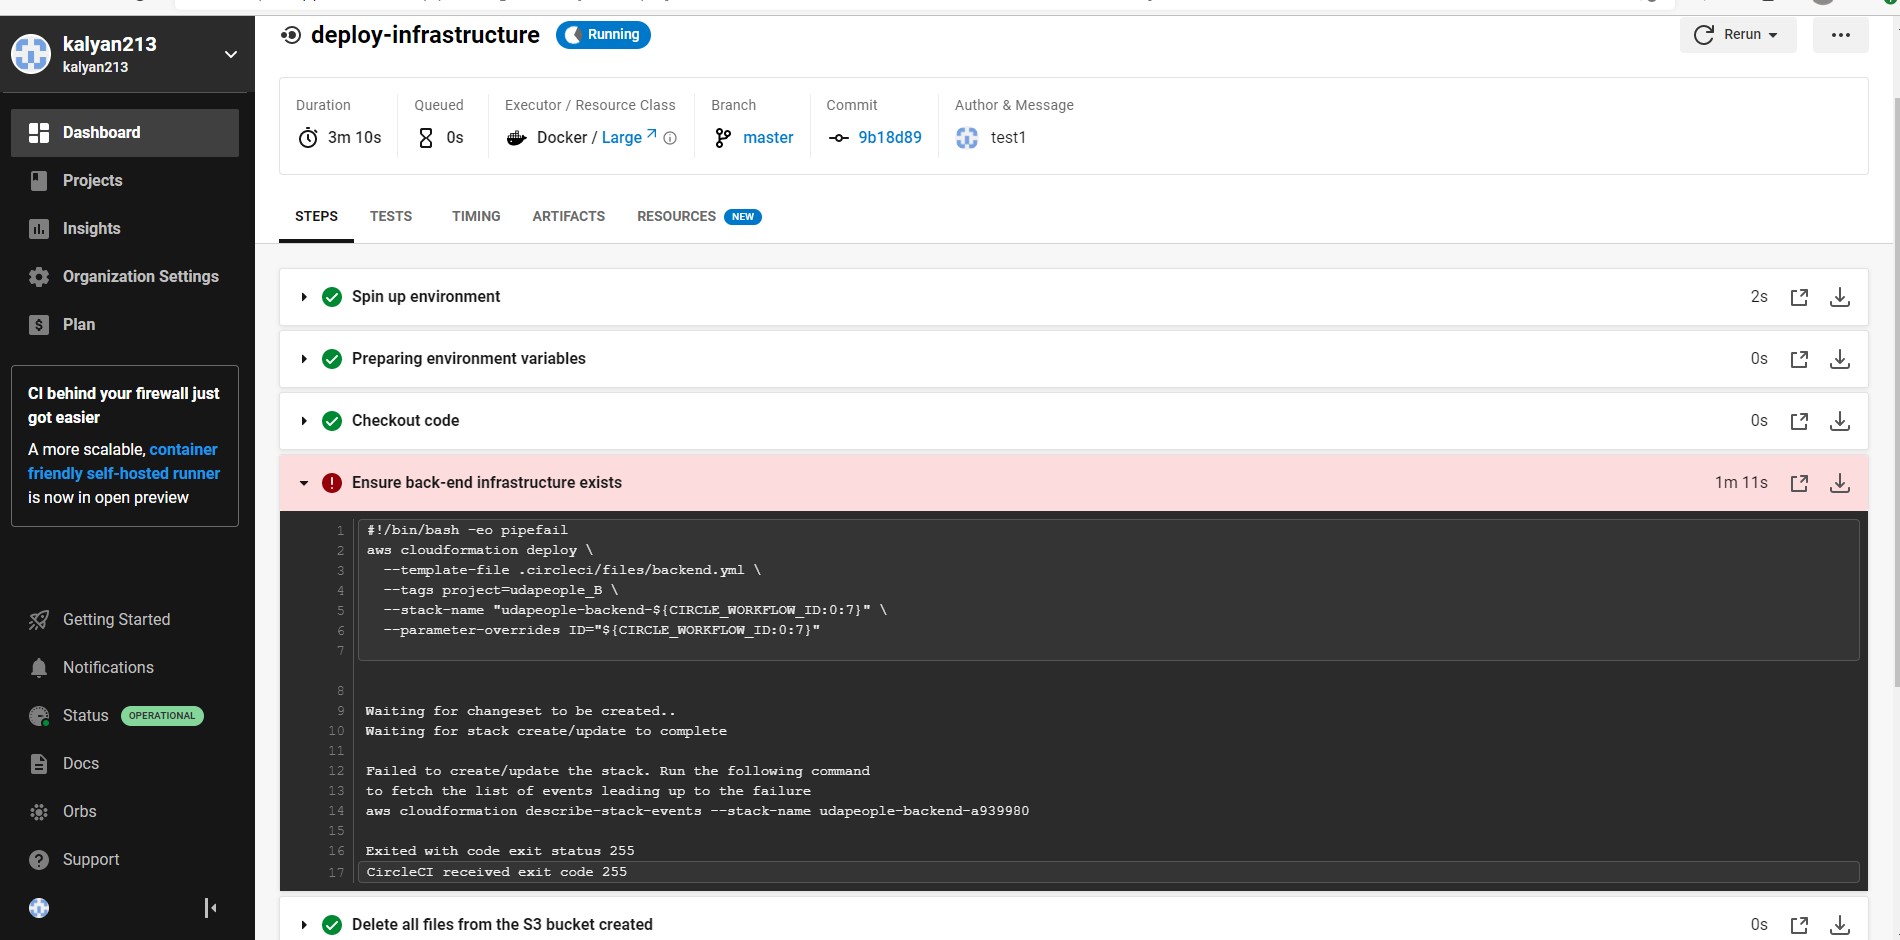 kalyan213
kalyan213
Dashboard
Projects
Insights
Organization Settings
Plan
CI behind your firewall just
got easier
A more scalable, container
friendly self-hosted runner
is now in open preview
Getting Started
Notifications
Status OPERATIONAL
Docs
Orbs
Support
deploy-infrastructure Running
Rerun
Duration Queued Executor / Resource Class Branch Commit Author & Message
3m 10s 0s Docker / Large master 9b18d89 test1
STEPS TESTS TIMING ARTIFACTS RESOURCES NEW
Spin up environment 2s
Preparing environment variables 0s
Checkout code 0s
Ensure back-end infrastructure exists 1m 11s
1 #!/bin/bash -eo pipefail
2 aws cloudformation deploy \
3 --template-file .circleci/files/backend.yml \
4 --tags project=udapeople_B \
5 --stack-name "udapeople-backend-${CIRCLE_WORKFLOW_ID:0:7}" \
6 --parameter-overrides ID="${CIRCLE_WORKFLOW_ID:0:7}"
7
8
9 Waiting for changeset to be created..
10 Waiting for stack create/update to complete
11
12 Failed to create/update the stack. Run the following command
13 to fetch the list of events leading up to the failure
14 aws cloudformation describe-stack-events --stack-name udapeople-backend-a939980
15
16 Exited with code exit status 255
17 CircleCI received exit code 255
Delete all files from the S3 bucket created 0s